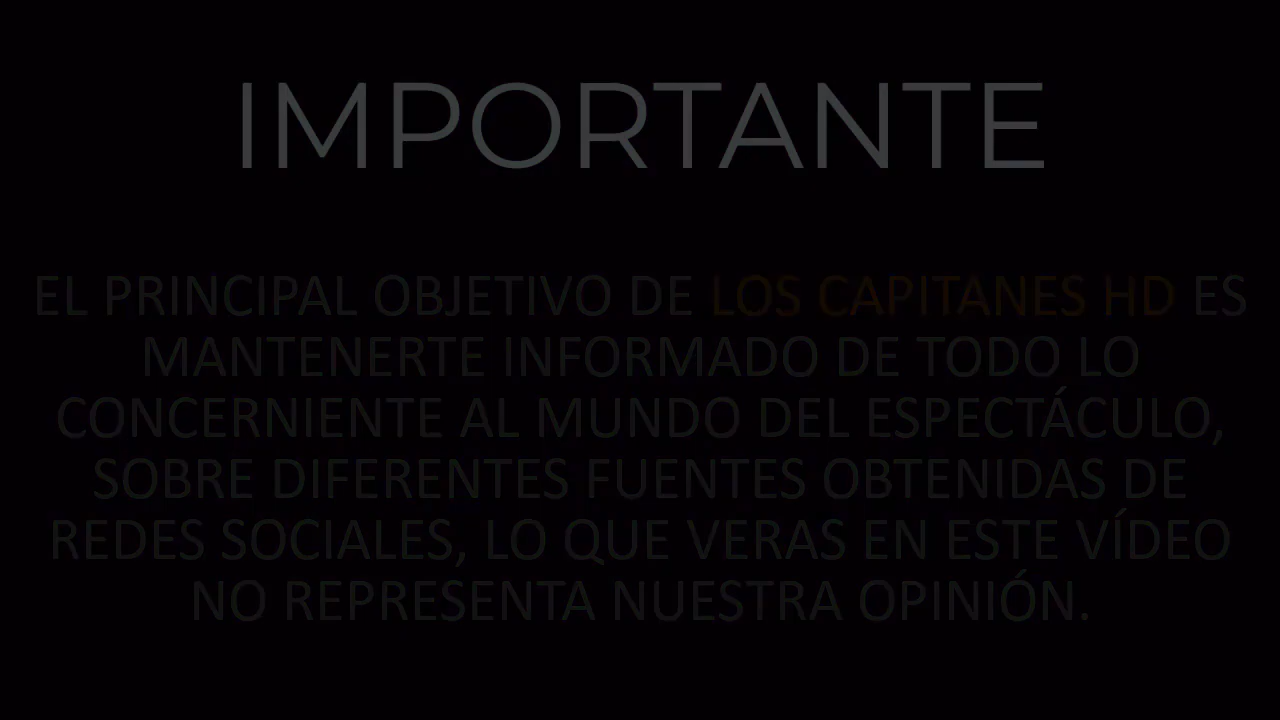 IMPORTANTE
EL PRINCIPAL OBJETIVO DE LOS CAPITANES HD ES
MANTENERTE INFORMADO DE TODO LO
CONCERNIENTE AL MUNDO DEL ESPECTÁCULO,
SOBRE DIFERENTES FUENTES OBTENIDAS DE
REDES SOCIALES, LO QUE VERAS EN ESTE VÍDEO
NO REPRESENTA NUESTRA OPINIÓN.